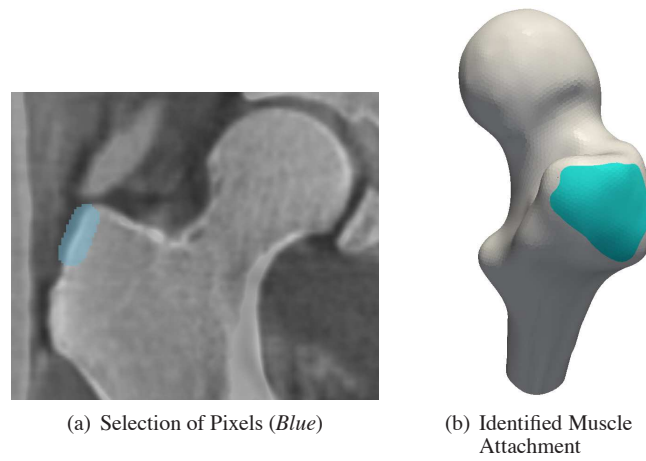 (a) Selection of Pixels (Blue)
(b) Identified Muscle
Attachment